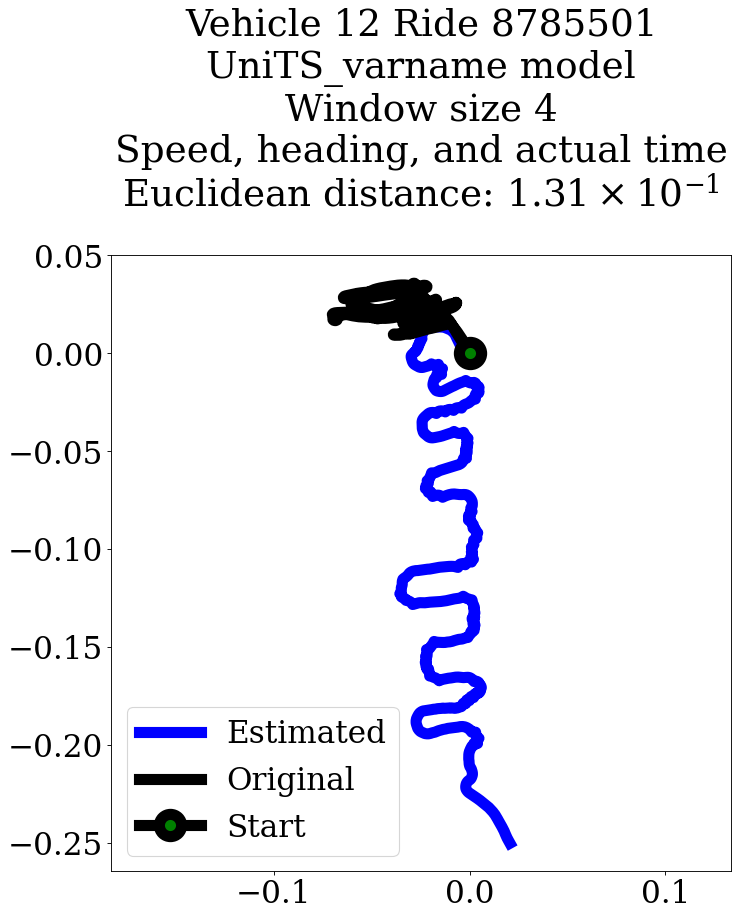 Vehicle 12 Ride 8785501
UniTS_varname model
Window size 4
Speed, heading, and actual time
Euclidean distance: 1.31 × 10⁻¹
0.05
0.00
−0.05
−0.10
−0.15
−0.20
−0.25
Estimated
Original
Start
−0.1
0.0
0.1